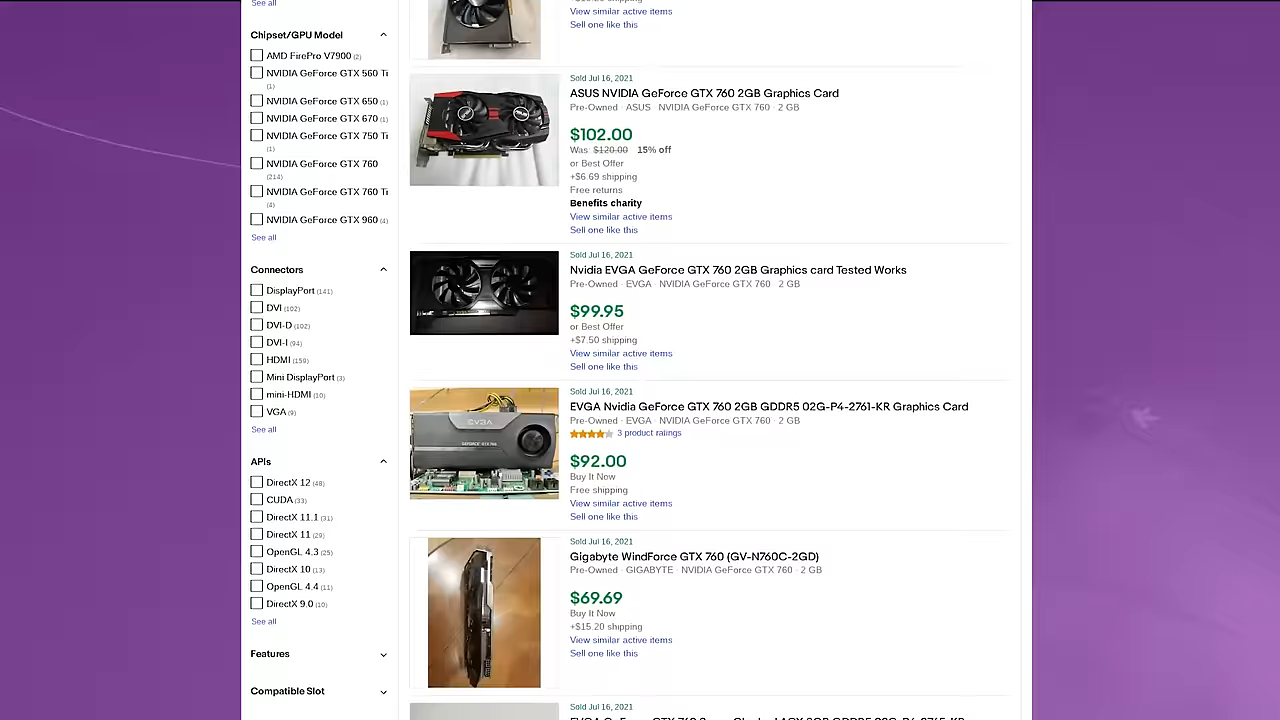 See all
Chipset/GPU Model
AMD FirePro V7900 (2)
NVIDIA GeForce GTX 560 Ti
(1)
NVIDIA GeForce GTX 650 (1)
NVIDIA GeForce GTX 670 (1)
NVIDIA GeForce GTX 750 Ti
(1)
NVIDIA GeForce GTX 760
(214)
NVIDIA GeForce GTX 760 Ti
(4)
NVIDIA GeForce GTX 960 (4)
See all
Connectors
DisplayPort (141)
DVI (102)
DVI-D (102)
DVI-I (94)
HDMI (159)
Mini DisplayPort (3)
mini-HDMI (10)
VGA (9)
See all
APIs
DirectX 12 (48)
CUDA (33)
DirectX 11.1 (31)
DirectX 11 (29)
OpenGL 4.3 (25)
DirectX 10 (13)
OpenGL 4.4 (11)
DirectX 9.0 (10)
See all
Features
Compatible Slot
View similar active items
Sell one like this
Sold Jul 16, 2021
ASUS NVIDIA GeForce GTX 760 2GB Graphics Card
Pre-Owned · ASUS · NVIDIA GeForce GTX 760 · 2 GB
$102.00
Was $120.00 15% off
or Best Offer
+$6.69 shipping
Free returns
Benefits charity
View similar active items
Sell one like this
Sold Jul 16, 2021
Nvidia EVGA GeForce GTX 760 2GB Graphics card Tested Works
Pre-Owned · EVGA · NVIDIA GeForce GTX 760 · 2 GB
$99.95
or Best Offer
+$7.50 shipping
View similar active items
Sell one like this
EVGA
GEFORCE GTX 760
Sold Jul 16, 2021
EVGA Nvidia GeForce GTX 760 2GB GDDR5 02G-P4-2761-KR Graphics Card
Pre-Owned · EVGA · NVIDIA GeForce GTX 760 · 2 GB
3 product ratings
$92.00
Buy It Now
Free shipping
View similar active items
Sell one like this
Sold Jul 16, 2021
Gigabyte WindForce GTX 760 (GV-N760C-2GD)
Pre-Owned · GIGABYTE · NVIDIA GeForce GTX 760 · 2 GB
$69.69
Buy It Now
+$15.20 shipping
View similar active items
Sell one like this
Sold Jul 16, 2021